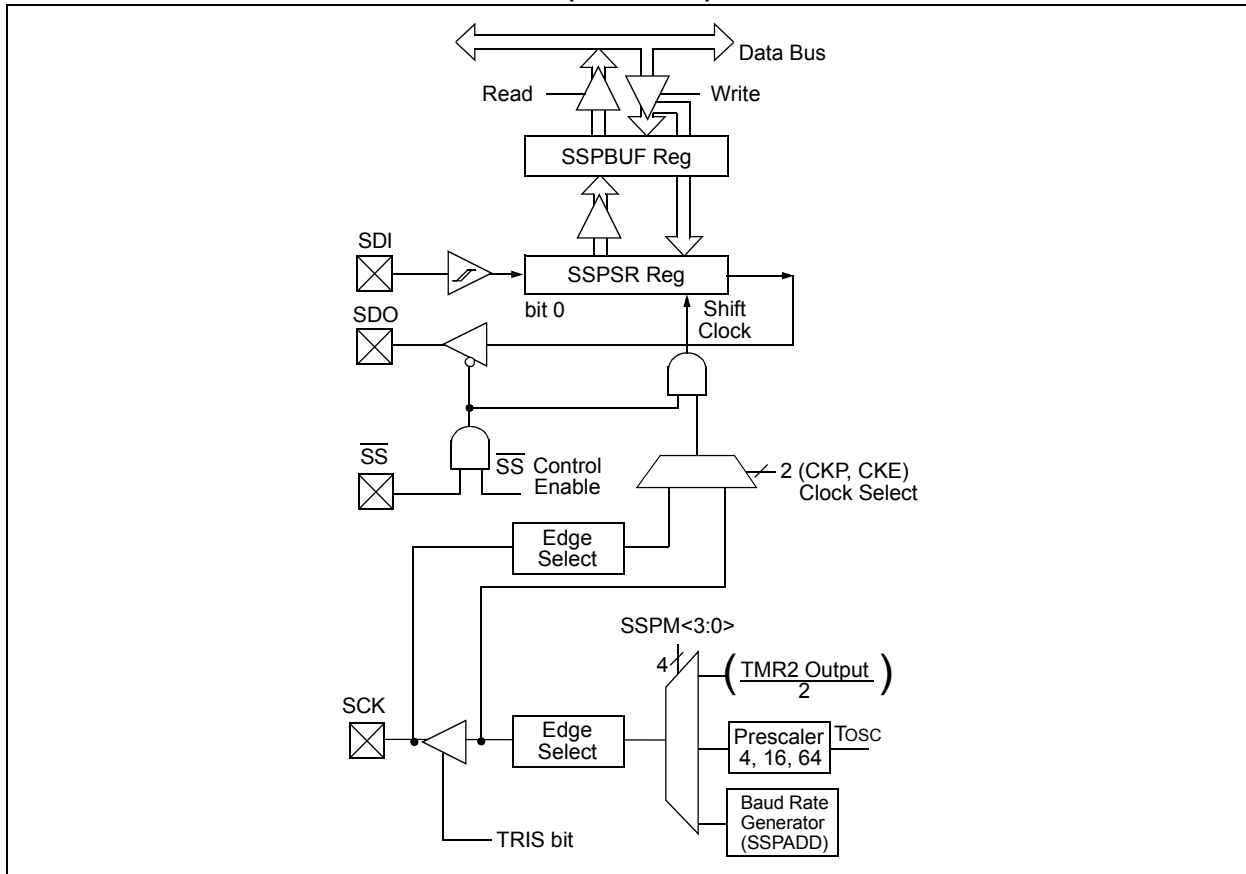 Data Bus
Read
Write
SSPBUF Reg
SDI
SSPSR Reg
bit 0
Shift
Clock
SDO
SS
SS Control
Enable
2 (CKP, CKE)
Clock Select
Edge
Select
SSPM<3:0>
4
(TMR2 Output)
2
SCK
Edge
Select
Prescaler
4, 16, 64
TOSC
Baud Rate
Generator
(SSPADD)
TRIS bit